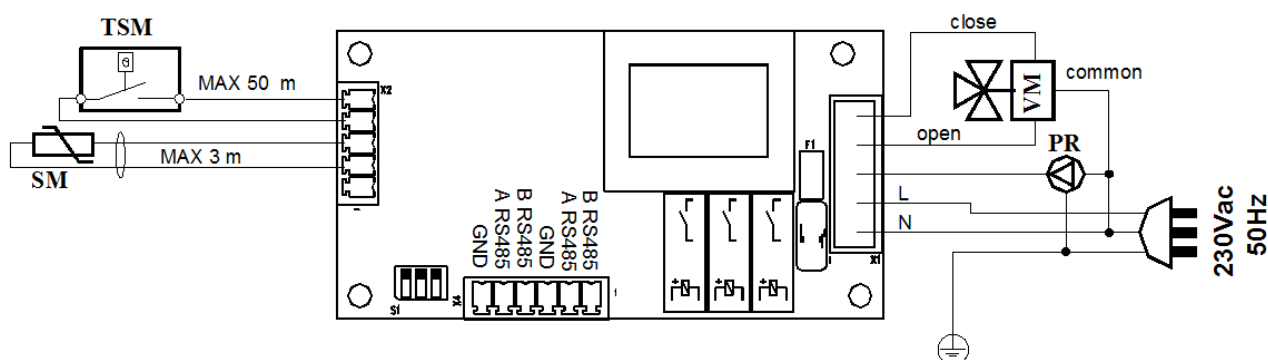 TSM
θ
MAX 50 m
SM
MAX 3 m
X2
GND
A RS485
B RS485
GND
A RS485
B RS485
S1
X4
1
F1
X1
close
open
common
VM
PR
L
N
230Vac
50Hz